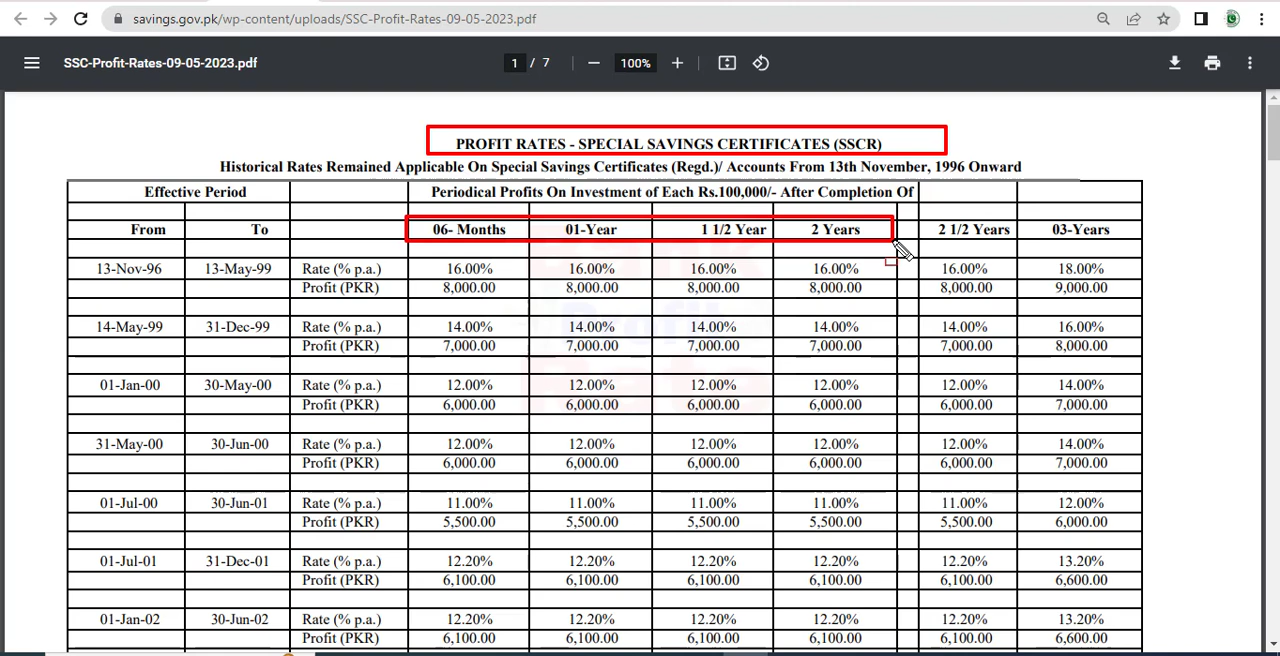 savings.gov.pk/wp-content/uploads/SSC-Profit-Rates-09-05-2023.pdf
SSC-Profit-Rates-09-05-2023.pdf 1 / 7 100%
PROFIT RATES - SPECIAL SAVINGS CERTIFICATES (SSCR)
Historical Rates Remained Applicable On Special Savings Certificates (Regd.)/ Accounts From 13th November, 1996 Onward
Effective Period Periodical Profits On Investment of Each Rs.100,000/- After Completion Of
From To 06- Months 01-Year 1 1/2 Year 2 Years 2 1/2 Years 03-Years
13-Nov-96 13-May-99 Rate (% p.a.) 16.00% 16.00% 16.00% 16.00% 16.00% 18.00%
Profit (PKR) 8,000.00 8,000.00 8,000.00 8,000.00 8,000.00 9,000.00
14-May-99 31-Dec-99 Rate (% p.a.) 14.00% 14.00% 14.00% 14.00% 14.00% 16.00%
Profit (PKR) 7,000.00 7,000.00 7,000.00 7,000.00 7,000.00 8,000.00
01-Jan-00 30-May-00 Rate (% p.a.) 12.00% 12.00% 12.00% 12.00% 12.00% 14.00%
Profit (PKR) 6,000.00 6,000.00 6,000.00 6,000.00 6,000.00 7,000.00
31-May-00 30-Jun-00 Rate (% p.a.) 12.00% 12.00% 12.00% 12.00% 12.00% 14.00%
Profit (PKR) 6,000.00 6,000.00 6,000.00 6,000.00 6,000.00 7,000.00
01-Jul-00 30-Jun-01 Rate (% p.a.) 11.00% 11.00% 11.00% 11.00% 11.00% 12.00%
Profit (PKR) 5,500.00 5,500.00 5,500.00 5,500.00 5,500.00 6,000.00
01-Jul-01 31-Dec-01 Rate (% p.a.) 12.20% 12.20% 12.20% 12.20% 12.20% 13.20%
Profit (PKR) 6,100.00 6,100.00 6,100.00 6,100.00 6,100.00 6,600.00
01-Jan-02 30-Jun-02 Rate (% p.a.) 12.20% 12.20% 12.20% 12.20% 12.20% 13.20%
Profit (PKR) 6,100.00 6,100.00 6,100.00 6,100.00 6,100.00 6,600.00